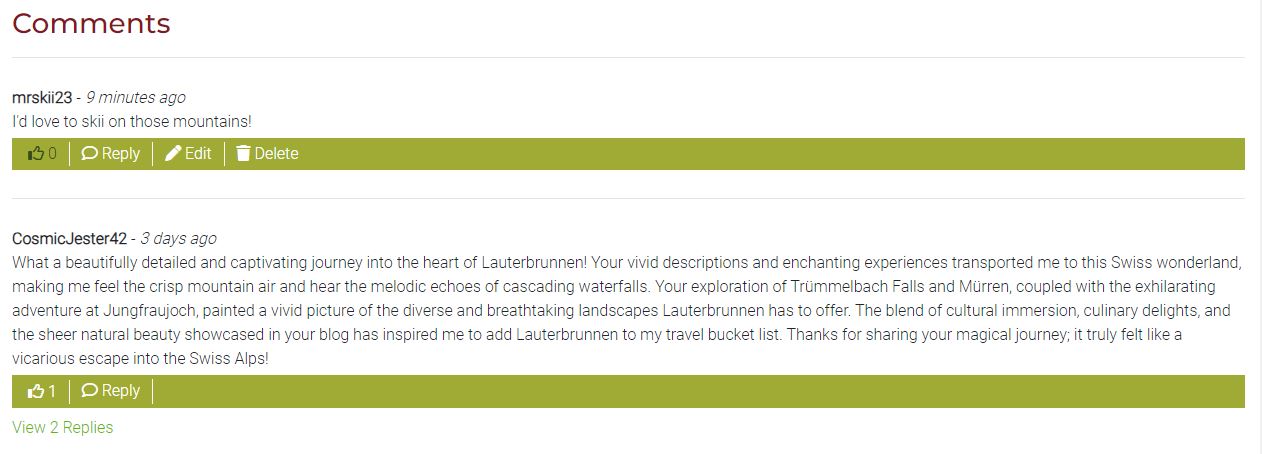 Comments
mrskii23 - 9 minutes ago
I'd love to skii on those mountains!
0 Reply Edit Delete
CosmicJester42 - 3 days ago
What a beautifully detailed and captivating journey into the heart of Lauterbrunnen! Your vivid descriptions and enchanting experiences transported me to this Swiss wonderland,
making me feel the crisp mountain air and hear the melodic echoes of cascading waterfalls. Your exploration of Trümmelbach Falls and Mürren, coupled with the exhilarating
adventure at Jungfraujoch, painted a vivid picture of the diverse and breathtaking landscapes Lauterbrunnen has to offer. The blend of cultural immersion, culinary delights, and
the sheer natural beauty showcased in your blog has inspired me to add Lauterbrunnen to my travel bucket list. Thanks for sharing your magical journey; it truly felt like a
vicarious escape into the Swiss Alps!
1 Reply
View 2 Replies